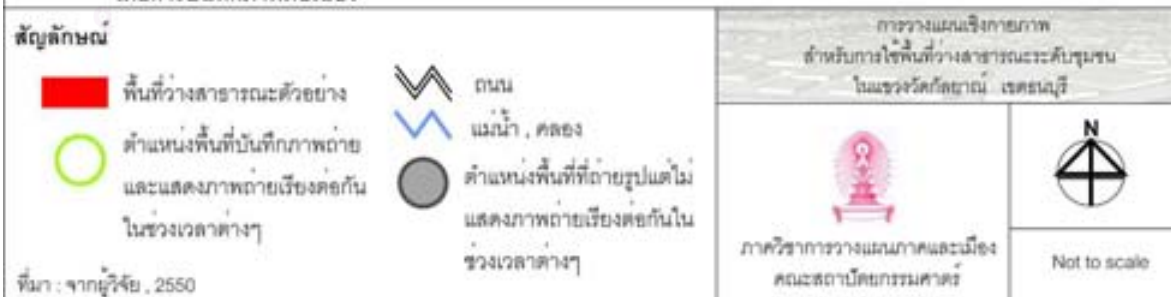 สัญลักษณ์
พื้นที่ว่างสาธารณะตัวอย่าง
ตำแหน่งพื้นที่บันทึกภาพถ่าย
และแสดงภาพถ่ายเรียงต่อกัน
ในช่วงเวลาต่างๆ
ที่มา : จากผู้วิจัย , 2550
ถนน
แม่น้ำ , คลอง
ตำแหน่งพื้นที่ที่ถ่ายรูปแต่ไม่
แสดงภาพถ่ายเรียงต่อกันใน
ช่วงเวลาต่างๆ
การวางแผนเชิงกายภาพ
สำหรับการใช้พื้นที่ว่างสาธารณะระดับชุมชน
ในแขวงวัดกัลยาณ์ เขตธนบุรี
ภาควิชาการวางแผนภาคและเมือง
คณะสถาปัตยกรรมศาตร์
N
Not to scale